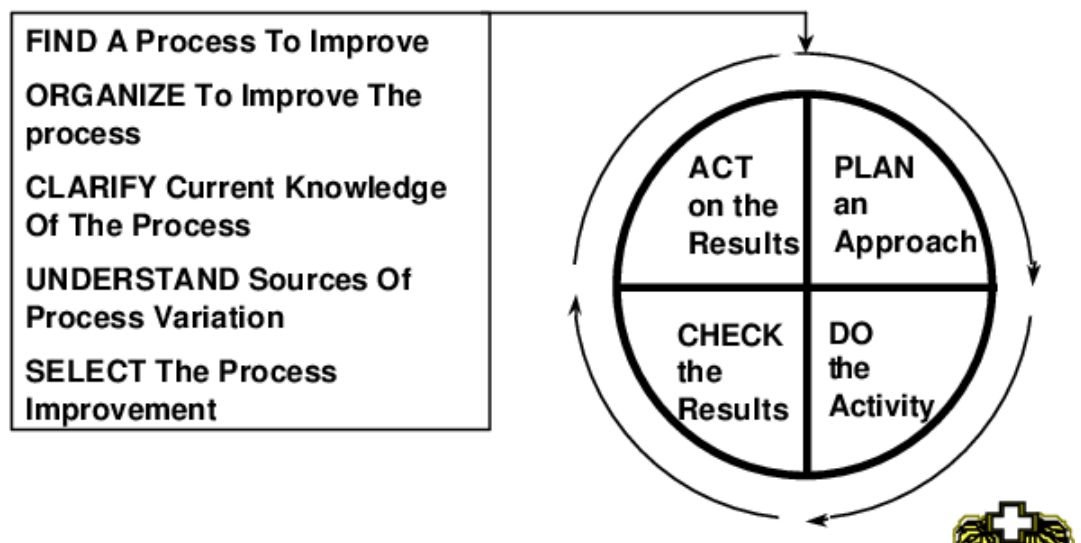 FIND A Process To Improve
ORGANIZE To Improve The
process
CLARIFY Current Knowledge
Of The Process
UNDERSTAND Sources Of
Process Variation
SELECT The Process
Improvement
ACT
on the
Results
PLAN
an
Approach
CHECK
the
Results
DO
the
Activity